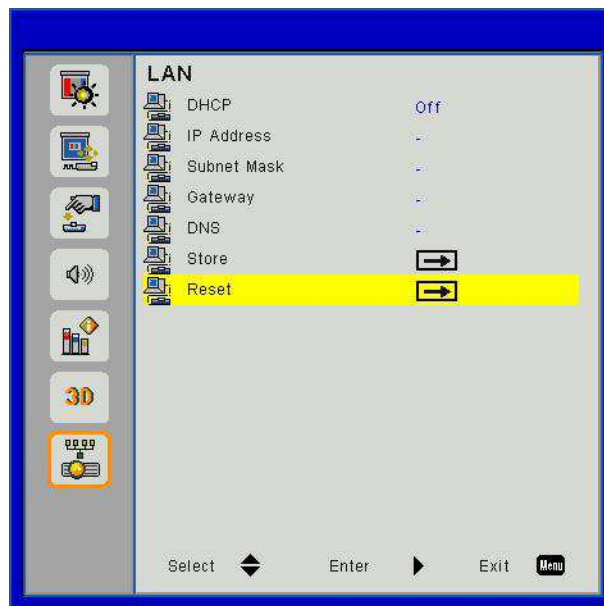 LAN
DHCP Off
IP Address -
Subnet Mask -
Gateway -
DNS -
Store
Reset
3D
Select Enter Exit Menu